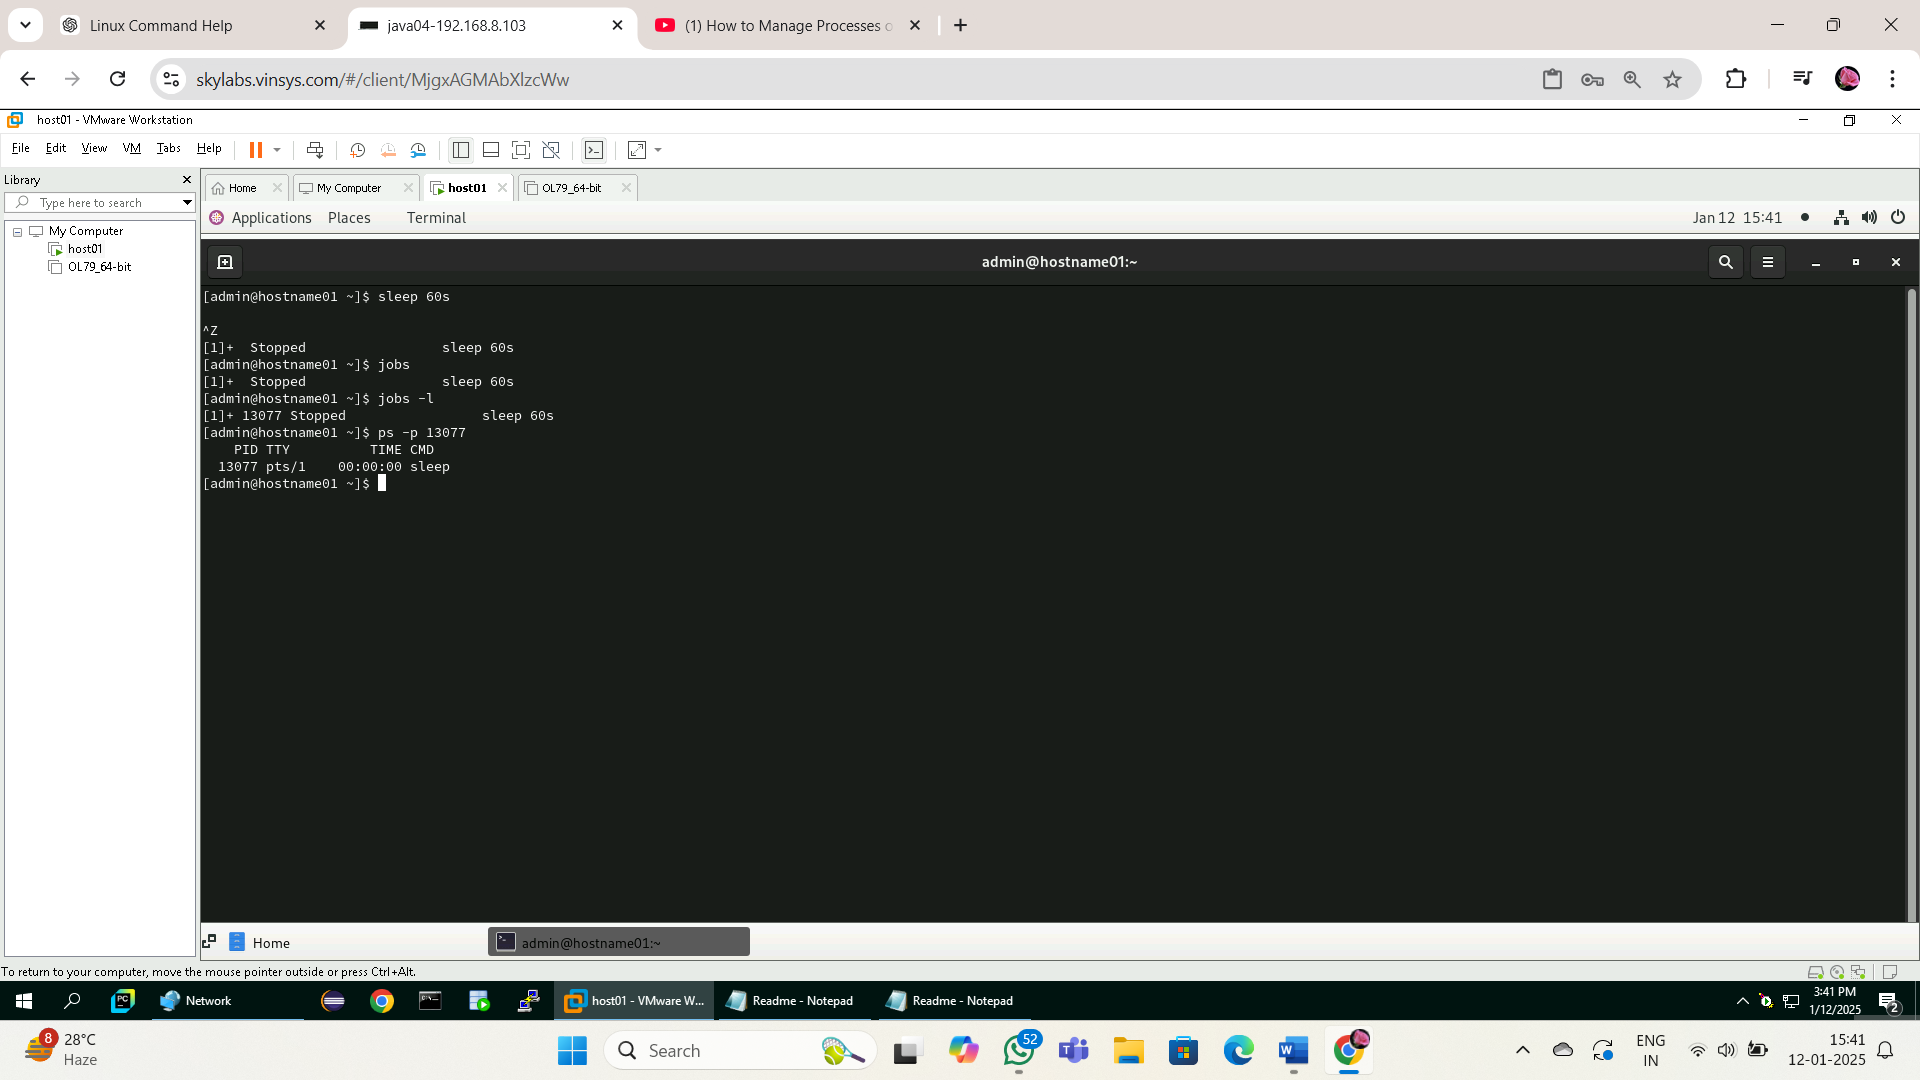 Linux Command Help
java04-192.168.8.103
(1) How to Manage Processes o
skylabs.vinsys.com/#/client/MjgxAGMAbXlzcWw
host01 - VMware Workstation
File Edit View VM Tabs Help
Library
Home
My Computer
host01
OL79_64-bit
Type here to search
Applications Places Terminal
Jan 12 15:41
My Computer
host01
OL79_64-bit
admin@hostname01:~
[admin@hostname01 ~]$ sleep 60s
^Z
[1]+  Stopped                 sleep 60s
[admin@hostname01 ~]$ jobs
[1]+  Stopped                 sleep 60s
[admin@hostname01 ~]$ jobs -l
[1]+ 13077 Stopped                 sleep 60s
[admin@hostname01 ~]$ ps -p 13077
    PID TTY          TIME CMD
  13077 pts/1    00:00:00 sleep
[admin@hostname01 ~]$
Home
admin@hostname01:~
To return to your computer, move the mouse pointer outside or press Ctrl+Alt.
PC
Network
host01 - VMware W...
Readme - Notepad
Readme - Notepad
3:41 PM
1/12/2025
2
8
28°C
Haze
Search
52
ENG
IN
15:41
12-01-2025